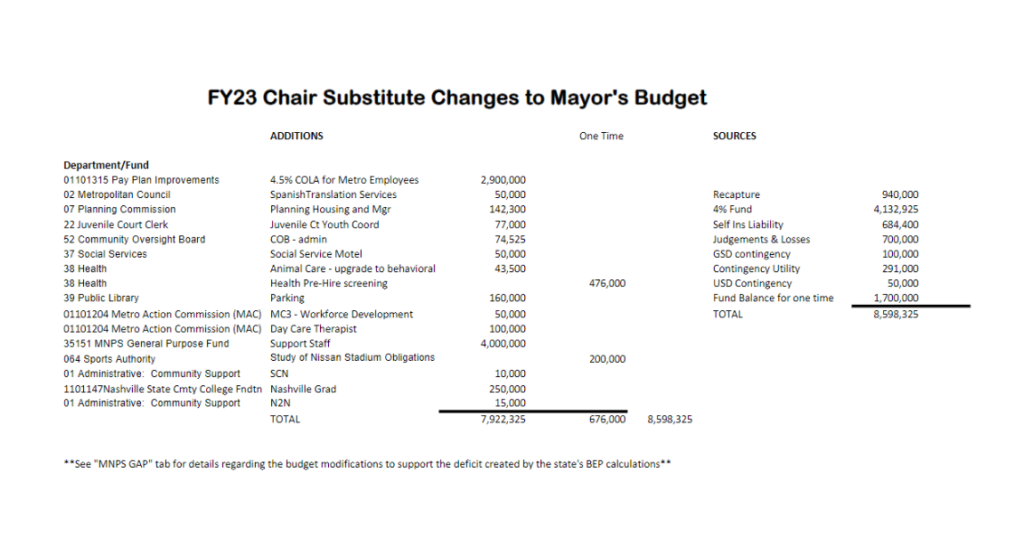 FY23 Chair Substitute Changes to Mayor's Budget
ADDITIONS One Time SOURCES
Department/Fund
01101315 Pay Plan Improvements 4.5% COLA for Metro Employees 2,900,000
02 Metropolitan Council SpanishTranslation Services 50,000 Recapture 940,000
07 Planning Commission Planning Housing and Mgr 142,300 4% Fund 4,132,925
22 Juvenile Court Clerk Juvenile Ct Youth Coord 77,000 Self Ins Liability 684,400
52 Community Oversight Board COB - admin 74,525 Judgements & Losses 700,000
37 Social Services Social Service Motel 50,000 GSD contingency 100,000
38 Health Animal Care - upgrade to behavioral 43,500 Contingency Utility 291,000
38 Health Health Pre-Hire screening 476,000 USD Contingency 50,000
39 Public Library Parking 160,000 Fund Balance for one time 1,700,000
01101204 Metro Action Commission (MAC) MC3 - Workforce Development 50,000 TOTAL 8,598,325
01101204 Metro Action Commission (MAC) Day Care Therapist 100,000
35151 MNPS General Purpose Fund Support Staff 4,000,000
064 Sports Authority Study of Nissan Stadium Obligations 200,000
01 Administrative: Community Support SCN 10,000
1101147Nashville State Cmty College Fndtn Nashville Grad 250,000
01 Administrative: Community Support N2N 15,000
TOTAL 7,922,325 676,000 8,598,325
**See "MNPS GAP" tab for details regarding the budget modifications to support the deficit created by the state's BEP calculations**